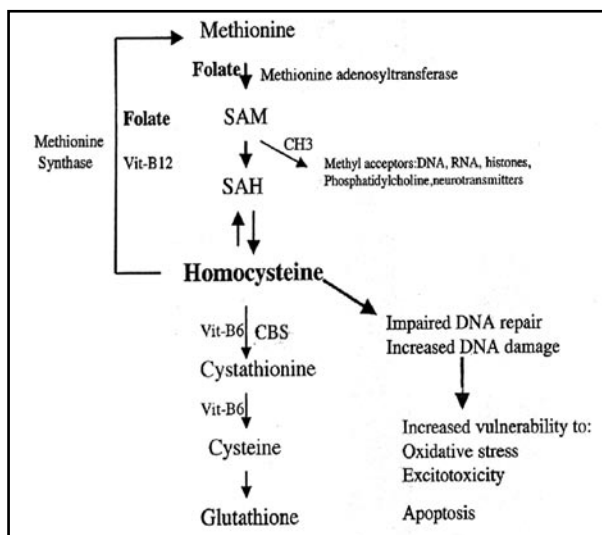 Methionine
Folate Methionine adenosyltransferase
Folate SAM
CH3
Methionine
Synthase
Vit-B12
Methyl acceptors:DNA, RNA, histones,
Phosphatidylcholine,neurotransmitters
SAH
Homocysteine
Impaired DNA repair
Increased DNA damage
Vit-B6 CBS
Cystathionine
Vit-B6
Increased vulnerability to:
Oxidative stress
Excitotoxicity
Cysteine
Apoptosis
Glutathione